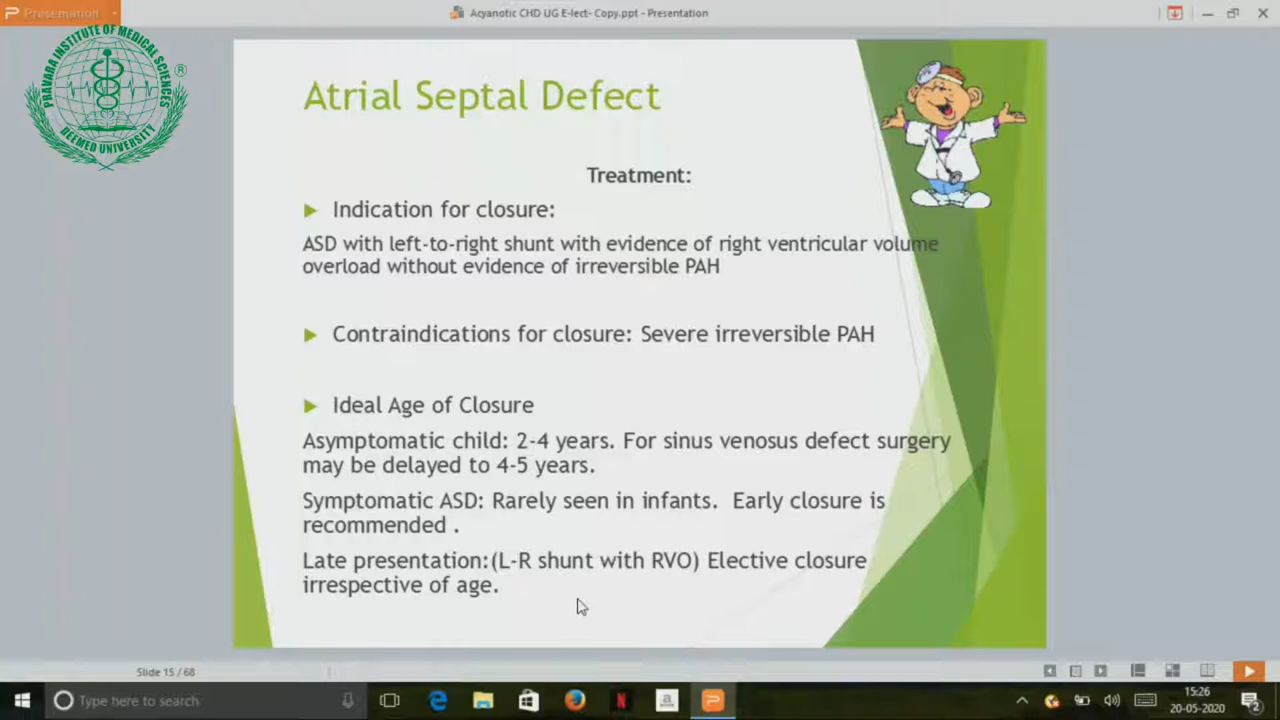 Presentation
Acyanotic CHD UG E-lect- Copy.ppt - Presentation
PRAVARA INSTITUTE OF MEDICAL SCIENCES
DEEMED UNIVERSITY
®
Atrial Septal Defect
Treatment:
Indication for closure:
ASD with left-to-right shunt with evidence of right ventricular volume
overload without evidence of irreversible PAH
Contraindications for closure: Severe irreversible PAH
Ideal Age of Closure
Asymptomatic child: 2-4 years. For sinus venosus defect surgery
may be delayed to 4-5 years.
Symptomatic ASD: Rarely seen in infants. Early closure is
recommended .
Late presentation:(L-R shunt with RVO) Elective closure
irrespective of age.
Slide 15 / 68
Type here to search
15:26
20-05-2020
2